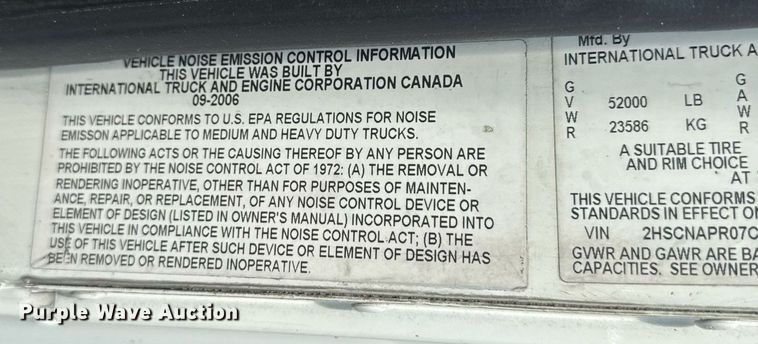 VEHICLE NOISE EMISSION CONTROL INFORMATION
THIS VEHICLE WAS BUILT BY
INTERNATIONAL TRUCK AND ENGINE CORPORATION CANADA
09-2006
THIS VEHICLE CONFORMS TO U.S. EPA REGULATIONS FOR NOISE
EMISSON APPLICABLE TO MEDIUM AND HEAVY DUTY TRUCKS.
THE FOLLOWING ACTS OR THE CAUSING THEREOF BY ANY PERSON ARE
PROHIBITED BY THE NOISE CONTROL ACT OF 1972: (A) THE REMOVAL OR
RENDERING INOPERATIVE, OTHER THAN FOR PURPOSES OF MAINTEN-
ANCE, REPAIR, OR REPLACEMENT, OF ANY NOISE CONTROL DEVICE OR
ELEMENT OF DESIGN (LISTED IN OWNER'S MANUAL) INCORPORATED INTO
THIS VEHICLE IN COMPLIANCE WITH THE NOISE CONTROL ACT; (B) THE
USE OF THIS VEHICLE AFTER SUCH DEVICE OR ELEMENT OF DESIGN HAS
BEEN REMOVED OR RENDERED INOPERATIVE.
Mfd. By
INTERNATIONAL TRUCK A
GVWR 52000 LB
23586 KG
GAWR
A SUITABLE TIRE
AND RIM CHOICE
AT
THIS VEHICLE CONFORMS
STANDARDS IN EFFECT ON
VIN 2HSCNAPR07C
GVWR AND GAWR ARE BA
CAPACITIES. SEE OWNER
Purple Wave Auction